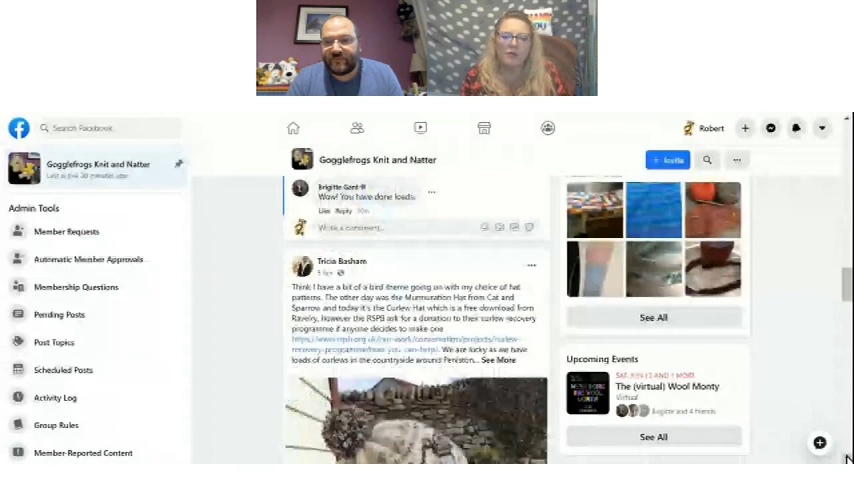 Search Facebook
Robert
Gogglefrogs Knit and Natter
Last active 20 minutes ago
Gogglefrogs Knit and Natter
+ Invite
Admin Tools
Member Requests
Automatic Member Approvals
Membership Questions
Pending Posts
Post Topics
Scheduled Posts
Activity Log
Group Rules
Member-Reported Content
Brigitte
Wow! You have done loads.
Like Reply
Write a comment...
Tricia Basham
Think I have a bit of a bird theme going on with my choice of hat
patterns. The other day was the Murmuration Hat from Cat and
Sparrow and today it's the Curlew Hat which is a free download from
Ravelry, however the RSPB ask for a donation to their curlew recovery
programme if anyone decides to make one
We are lucky as we have
loads of curlews in the countryside around Peniston... See More
See All
Upcoming Events
SAT, JUN 12 AND 1 MORE
The (virtual) Wool Monty
Virtual
Brigitte and 4 friends
See All